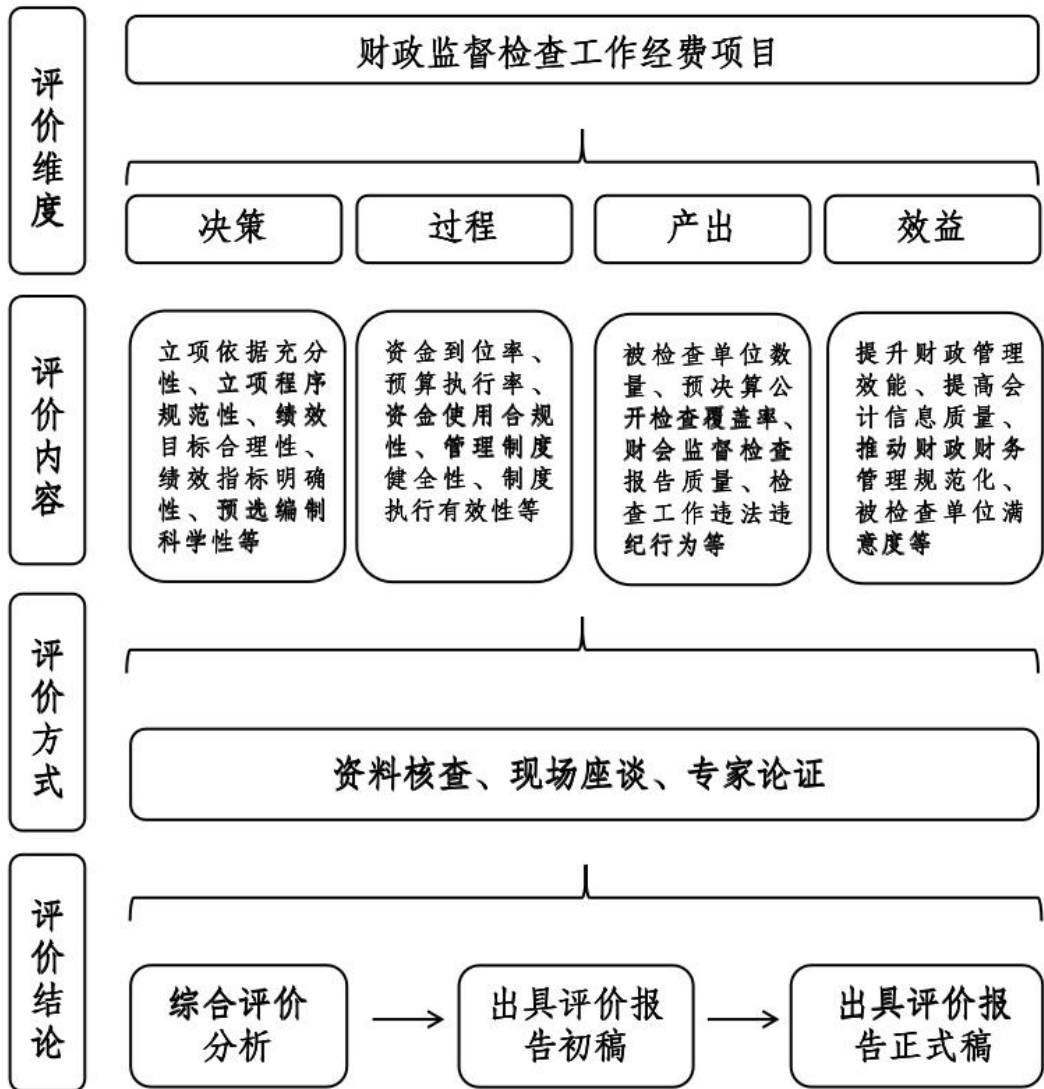 评价维度
财政监督检查工作经费项目
决策
过程
产出
效益
评价内容
立项依据充分
性、立项程序
规范性、绩效
目标合理性、
绩效指标明确
性、预选编制
科学性等
资金到位率、
预算执行率、
资金使用合规
性、管理制度
健全性、制度
执行有效性等
被检查单位数
量、预决算公
开检查覆盖率、
财会监督检查
报告质量、检
查工作违法违
纪行为等
提升财政管理
效能、提高会
计信息质量、
推动财政财务
管理规范化、
被检查单位满
意度等
评价方式
资料核查、现场座谈、专家论证
评价结论
综合评价
分析
出具评价报
告初稿
出具评价报
告正式稿